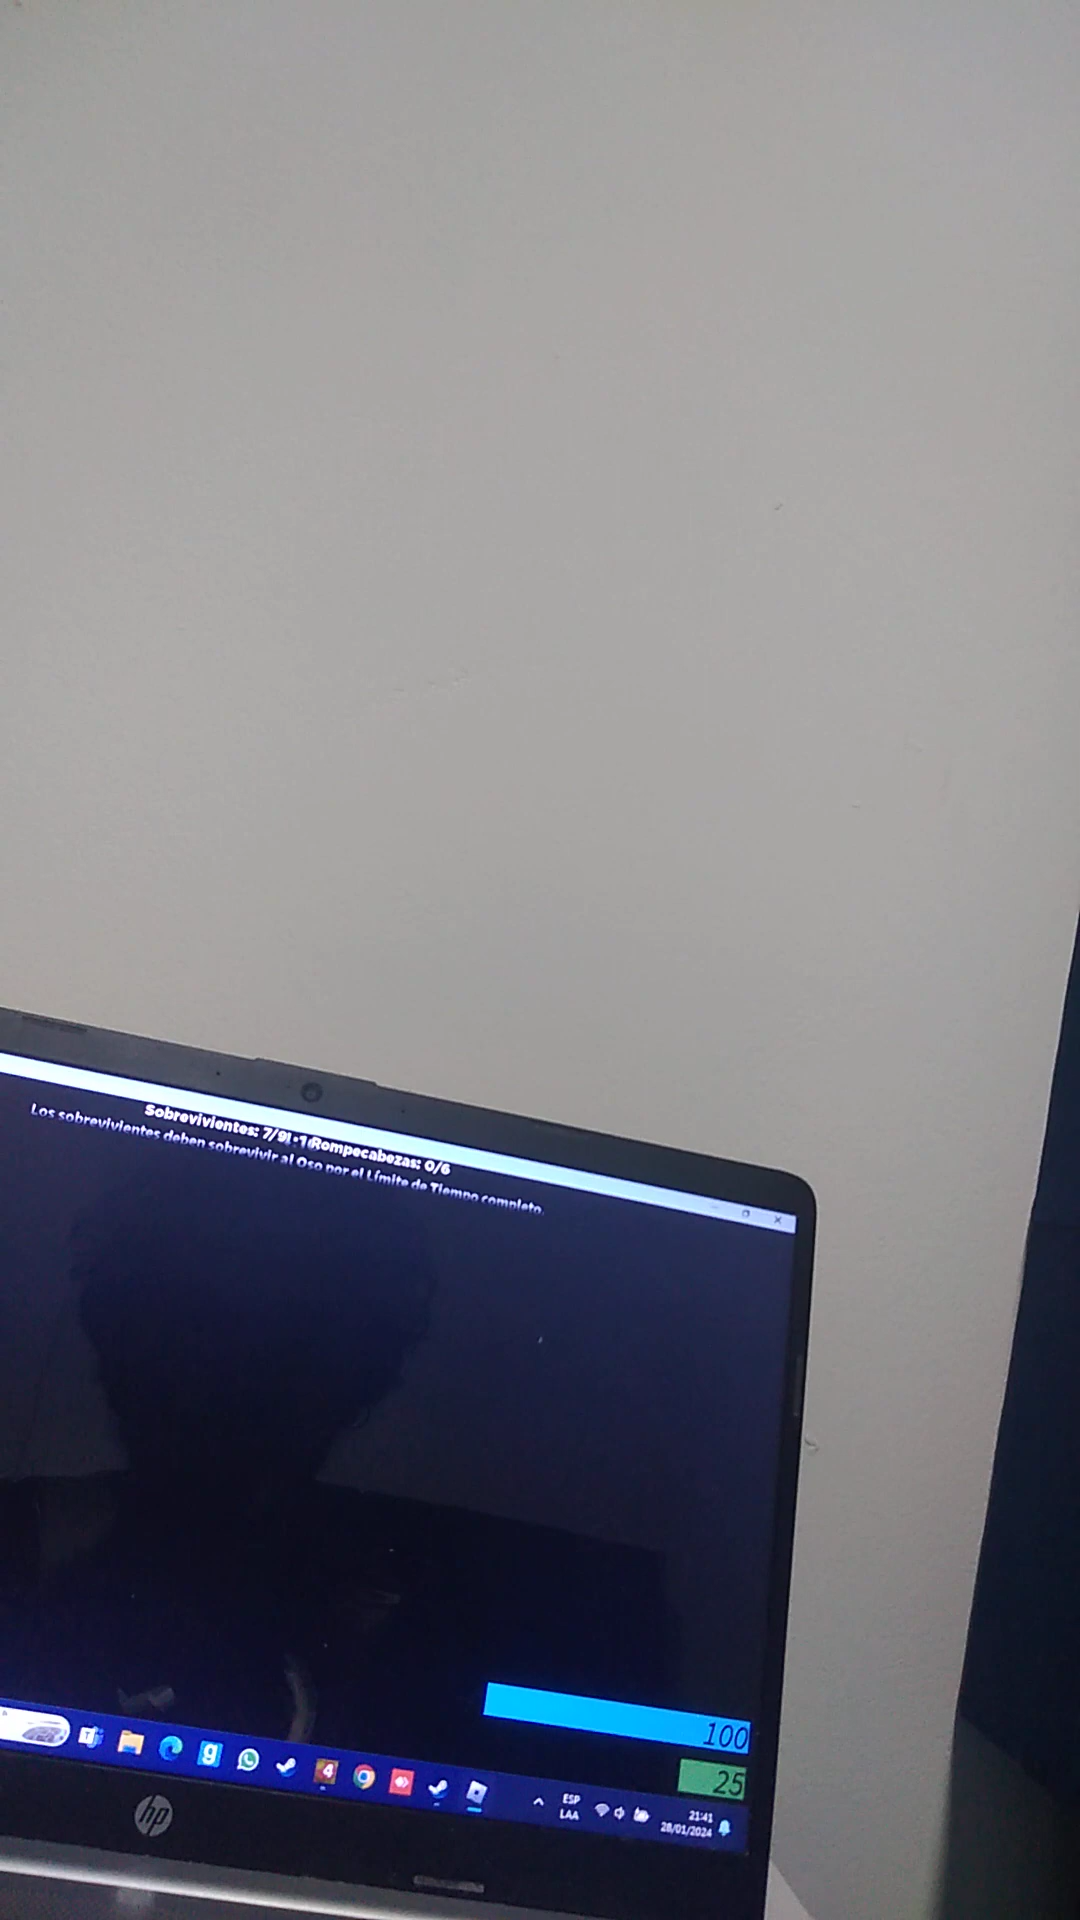 Sobrevivientes: 7/9 Rompecabezas: 0/6
Los sobrevivientes deben sobrevivir al Oso por el Límite de Tiempo completo.
100
25
ESP
LAA
21:41
28/01/2024
hp